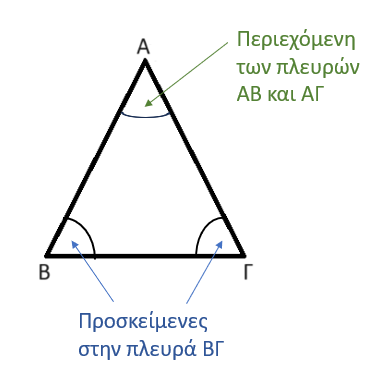 Περιεχόμενη
των πλευρών
ΑΒ και ΑΓ
Α
Β
Γ
Προσκείμενες
στην πλευρά ΒΓ